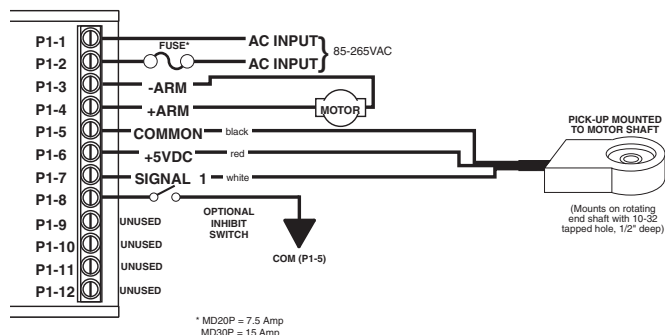 P1-1 AC INPUT
FUSE*
85-265VAC
P1-2 AC INPUT
P1-3 -ARM
P1-4 +ARM MOTOR
P1-5 COMMON black
P1-6 +5VDC red
P1-7 SIGNAL 1 white
P1-8
OPTIONAL
INHIBIT
SWITCH
COM (P1-5)
P1-9 UNUSED
P1-10 UNUSED
P1-11 UNUSED
P1-12 UNUSED
PICK-UP MOUNTED
TO MOTOR SHAFT
(Mounts on rotating
end shaft with 10-32
tapped hole, 1/2" deep)
* MD20P = 7.5 Amp
MD30P = 15 Amp